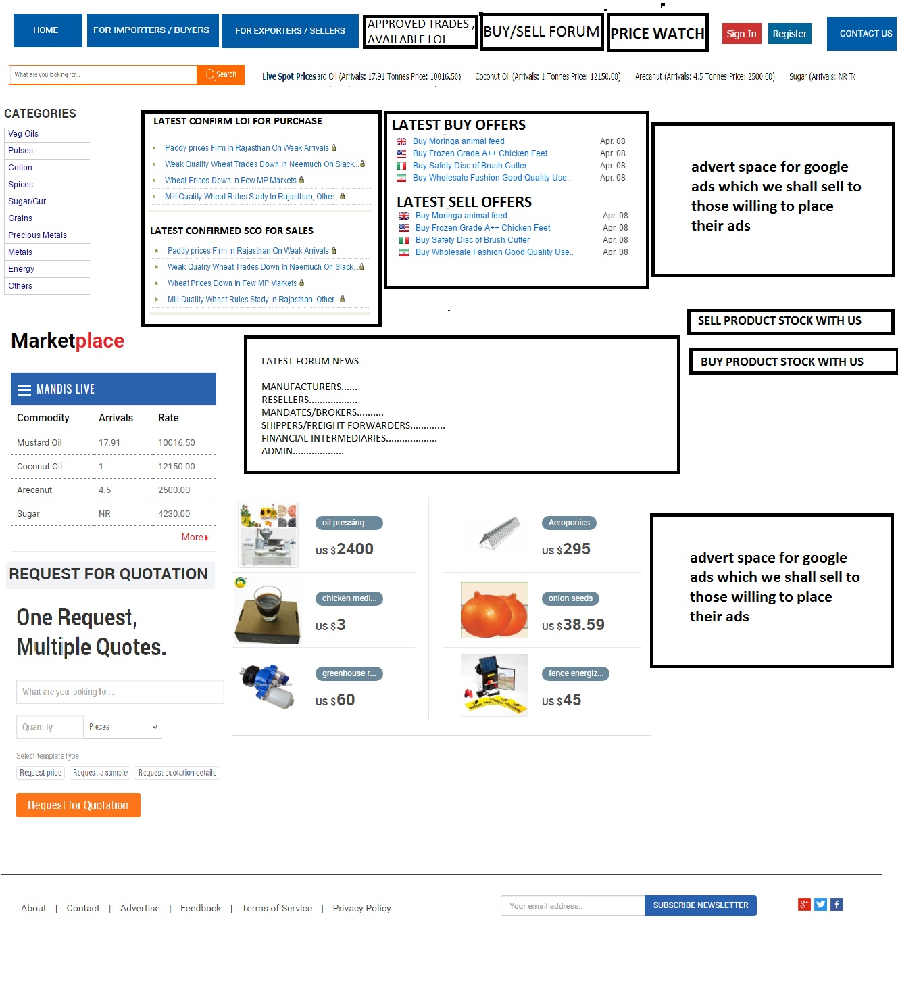 HOME
FOR IMPORTERS / BUYERS
FOR EXPORTERS / SELLERS
APPROVED TRADES ,
AVAILABLE LOI
BUY/SELL FORUM
PRICE WATCH
Sign In
Register
CONTACT US
What are you looking for...
Search
Live Spot Prices ard Oil (Arrivals: 17.91 Tonnes Price: 10016.50) Coconut Oil (Arrivals: 1 Tonnes Price: 12150.00) Arecanut (Arrivals: 4.5 Tonnes Price: 2500.00) Sugar (Arrivals: NR Tc
CATEGORIES
Veg Oils
Pulses
Cotton
Spices
Sugar/Gur
Grains
Precious Metals
Metals
Energy
Others
LATEST CONFIRM LOI FOR PURCHASE
Paddy prices Firm In Rajasthan On Weak Arrivals
Weak Quality Wheat Trades Down In Neemuch On Slack...
Wheat Prices Down In Few MP Markets
Mill Quality Wheat Rules Stady In Rajasthan, Other...
LATEST CONFIRMED SCO FOR SALES
Paddy prices Firm In Rajasthan On Weak Arrivals
Weak Quality Wheat Trades Down In Neemuch On Slack...
Wheat Prices Down In Few MP Markets
Mill Quality Wheat Rules Stady In Rajasthan, Other...
LATEST BUY OFFERS
Buy Moringa animal feed Apr. 08
Buy Frozen Grade A++ Chicken Feet Apr. 08
Buy Safety Disc of Brush Cutter Apr. 08
Buy Wholesale Fashion Good Quality Use.. Apr. 08
LATEST SELL OFFERS
Buy Moringa animal feed Apr. 08
Buy Frozen Grade A++ Chicken Feet Apr. 08
Buy Safety Disc of Brush Cutter Apr. 08
Buy Wholesale Fashion Good Quality Use.. Apr. 08
advert space for google
ads which we shall sell to
those willing to place
their ads
SELL PRODUCT STOCK WITH US
BUY PRODUCT STOCK WITH US
Marketplace
MANDIS LIVE
Commodity Arrivals Rate
Mustard Oil 17.91 10016.50
Coconut Oil 1 12150.00
Arecanut 4.5 2500.00
Sugar NR 4230.00
More
LATEST FORUM NEWS
MANUFACTURERS......
RESELLERS..................
MANDATES/BROKERS..........
SHIPPERS/FREIGHT FORWARDERS.............
FINANCIAL INTERMEDIARIES...................
ADMIN...................
oil pressing ...
US $2400
Aeroponics
US $295
chicken medi...
US $3
onion seeds
US $38.59
greenhouse r...
US $60
fence energiz...
US $45
advert space for google
ads which we shall sell to
those willing to place
their ads
REQUEST FOR QUOTATION
One Request,
Multiple Quotes.
What are you looking for...
Quantity
Pieces
Select template type:
Request price
Request a sample
Request quotation details
Request for Quotation
About | Contact | Advertise | Feedback | Terms of Service | Privacy Policy
Your email address..
SUBSCRIBE NEWSLETTER